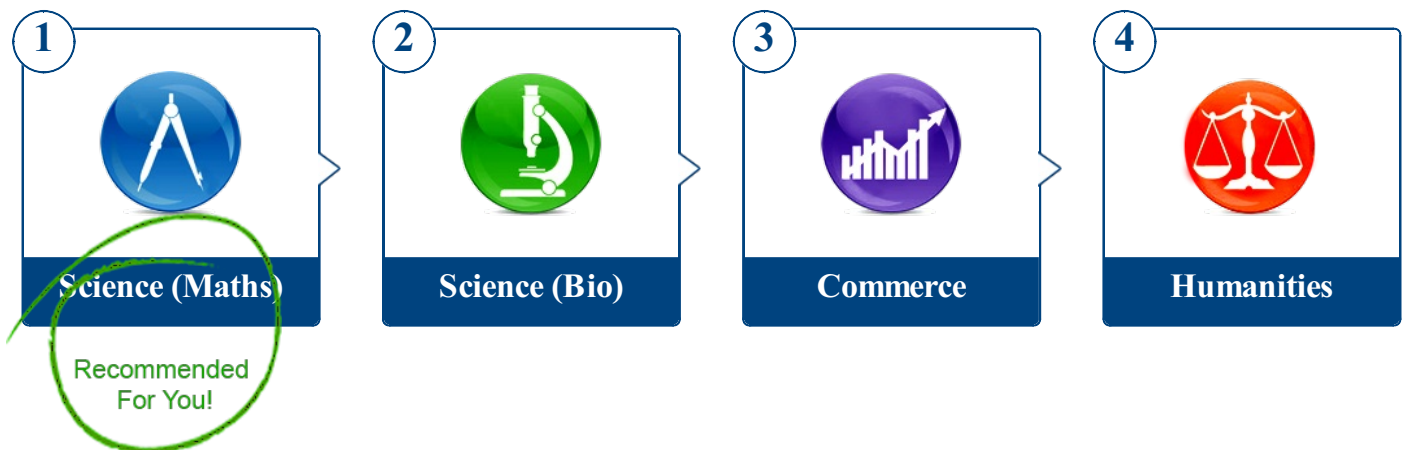 1
2
3
4
Science (Maths)
Science (Bio)
Commerce
Humanities
Recommended
For You!